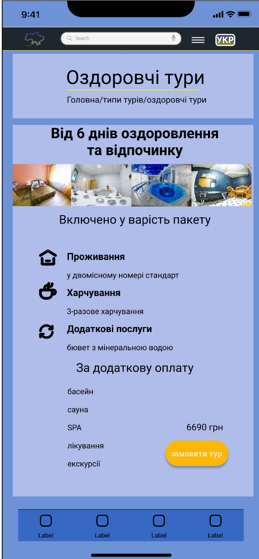 9:41
Search
УКР
Оздоровчі тури
Головна/типи турів/оздоровчі тури
Від 6 днів оздоровлення
та відпочинку
Включено у варість пакету
Проживання
у двомісному номері стандарт
Харчування
3-разове харчування
Додаткові послуги
бювет з мінеральною водою
За додаткову оплату
басейн
сауна
SPA
6690 грн
лікування
замовити тур
екскурсії
Label
Label
Label
Label